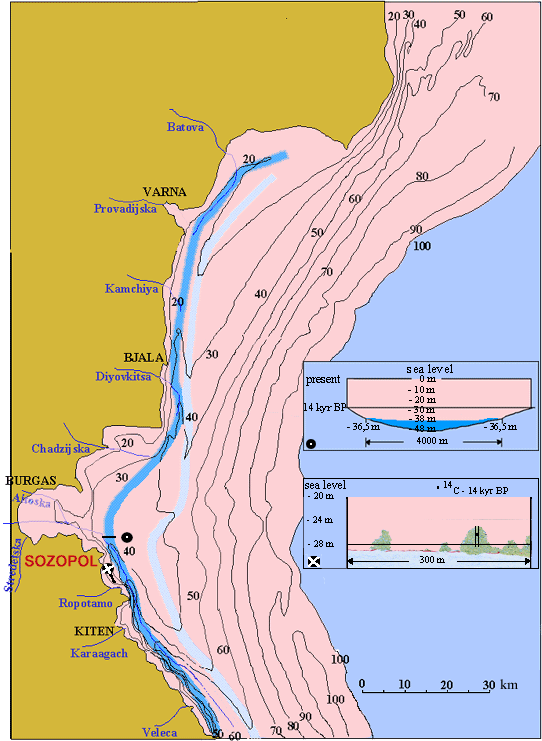 20 30 40 50 60
70
80
90
100
Batova
20
VARNA
Provadijska
60
50
70
Kamchiya
40
20
30
BJALA
Diyovkitsa
40
20
Chadzijska
30
BURGAS
Akoska
40
SOZOPOL
Ropotamo
50
KITEN
Karaagach
60
100
Veleca
50 60
70 80 90 100
0 10 20 30 km
sea level
present
0 m
- 10 m
- 20 m
14 kyr BP
- 30 m
- 38 m
- 36,5 m
- 36,5 m
- 48 m
4000 m
sea level
14C - 14 kyr BP
- 20 m
- 24 m
- 28 m
300 m